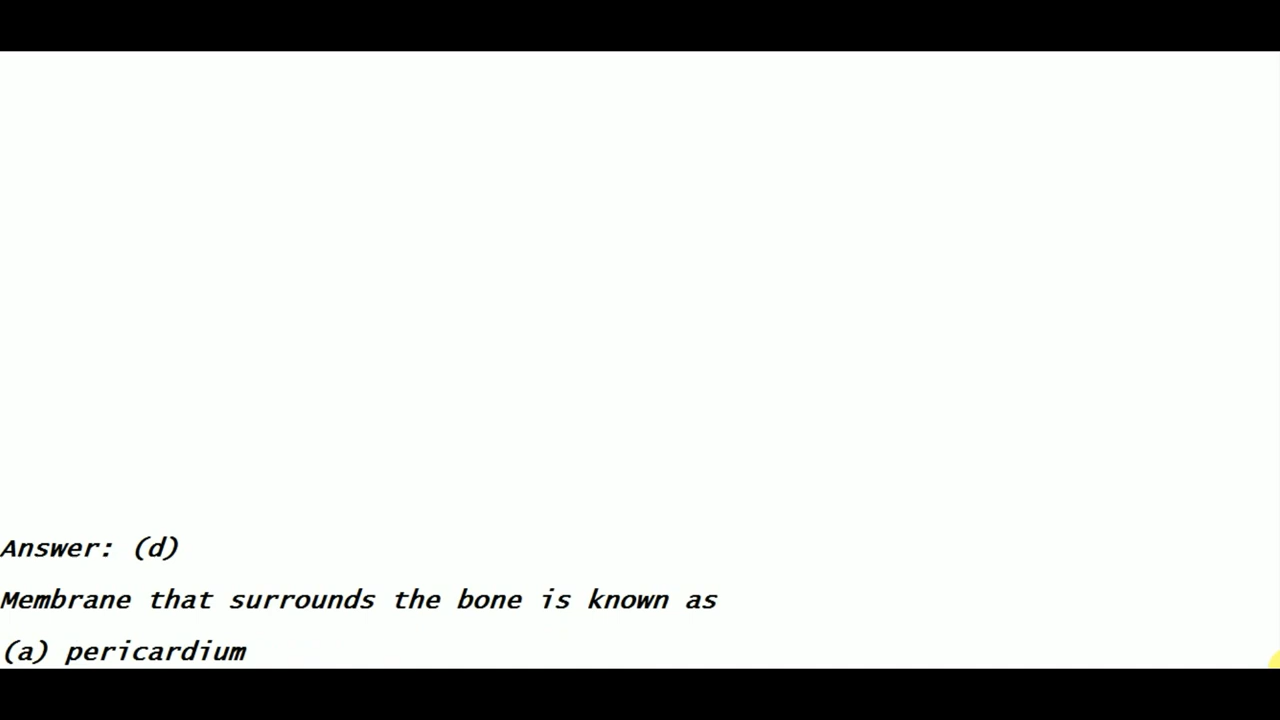 Answer: (d)
Membrane that surrounds the bone is known as
(a) pericardium